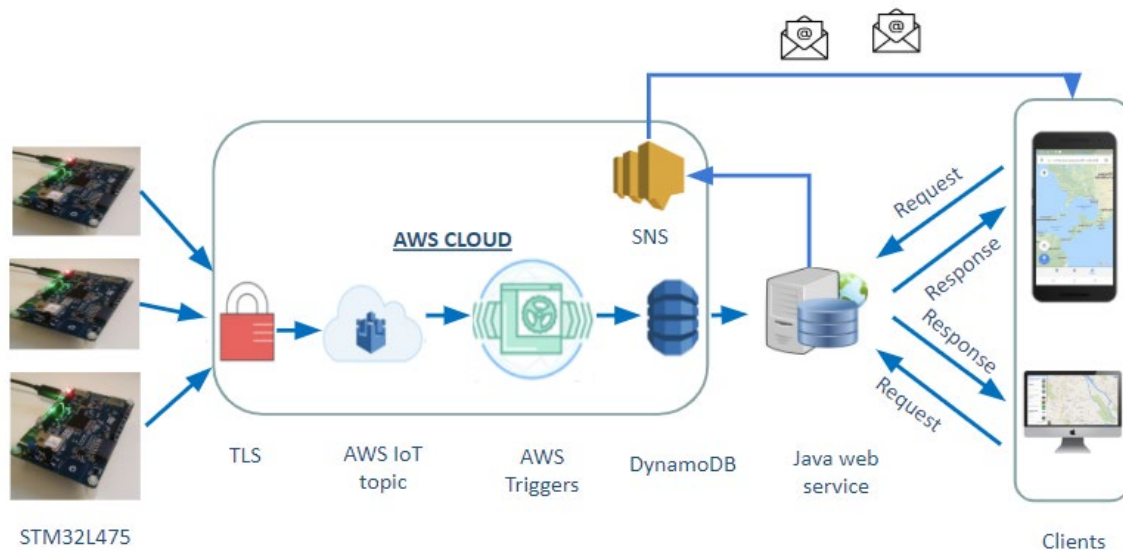 @
@
AWS CLOUD
SNS
Request
Response
Response
Request
TLS
AWS IoT
topic
AWS
Triggers
DynamoDB
Java web
service
STM32L475
Clients